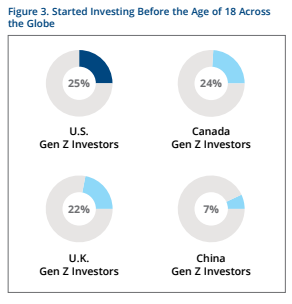 Figure 3. Started Investing Before the Age of 18 Across
the Globe
25%
U.S.
Gen Z Investors
24%
Canada
Gen Z Investors
22%
U.K.
Gen Z Investors
7%
China
Gen Z Investors